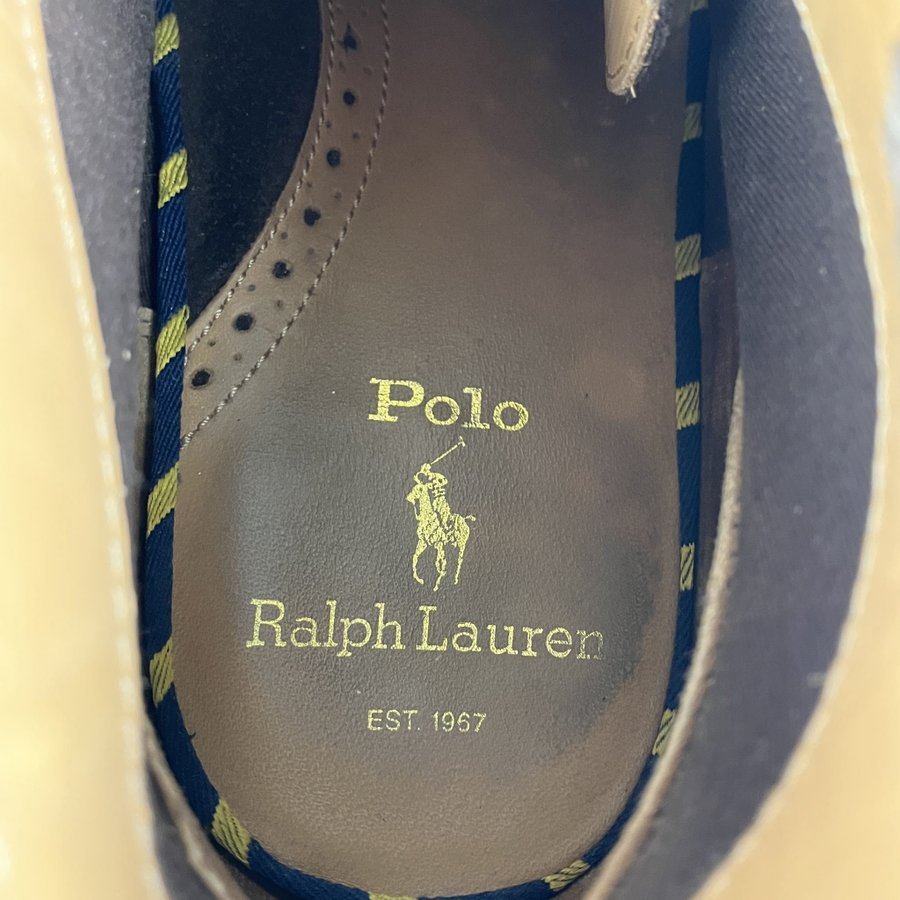 Polo
Ralph Lauren
EST. 1967